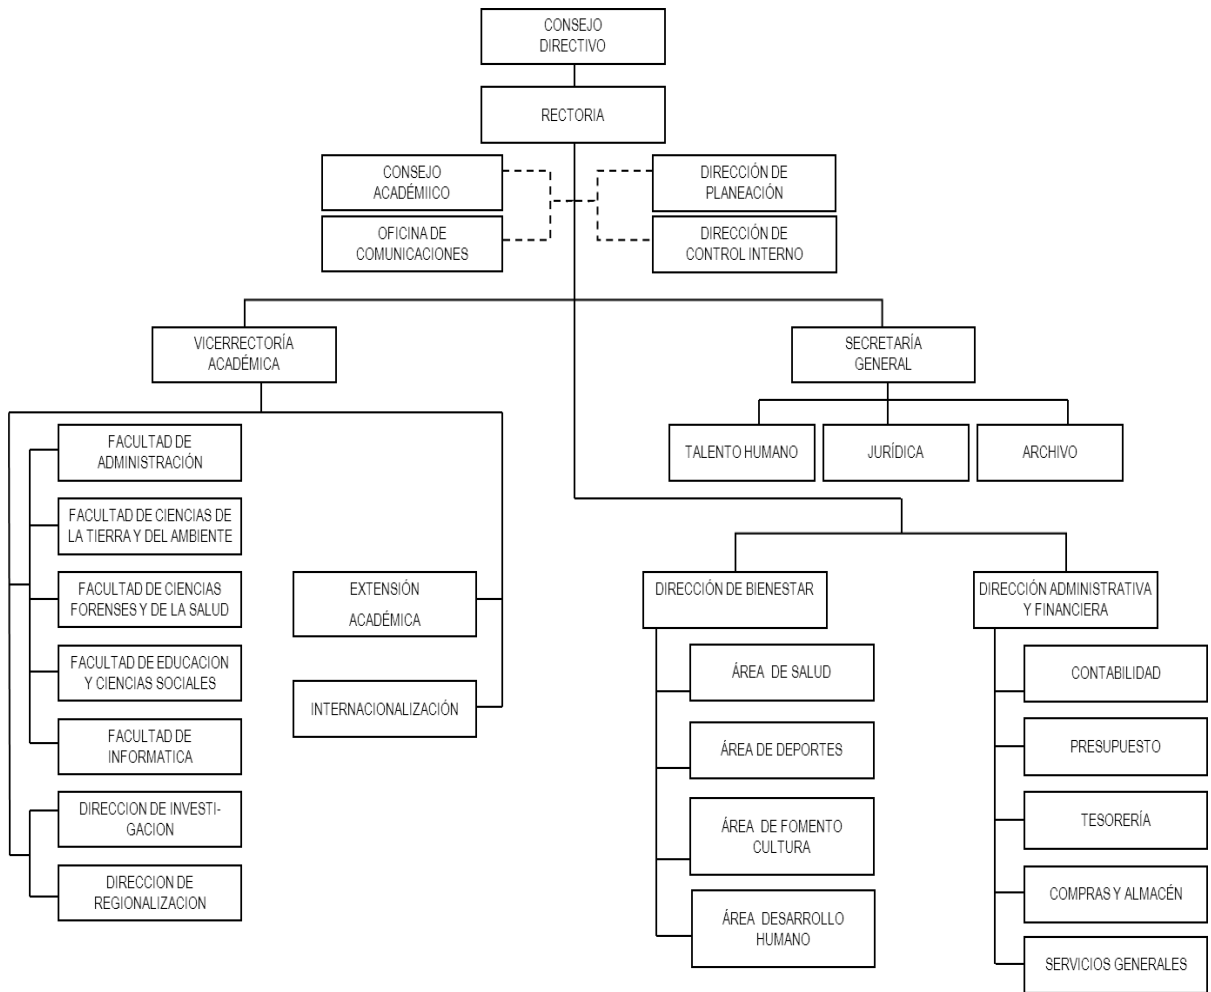 CONSEJO
DIRECTIVO
RECTORIA
CONSEJO
ACADÉMIICO
DIRECCIÓN DE
PLANEACIÓN
OFICINA DE
COMUNICACIONES
DIRECCIÓN DE
CONTROL INTERNO
VICERRECTORÍA
ACADÉMICA
SECRETARÍA
GENERAL
FACULTAD DE
ADMINISTRACIÓN
FACULTAD DE CIENCIAS DE
LA TIERRA Y DEL AMBIENTE
FACULTAD DE CIENCIAS
FORENSES Y DE LA SALUD
FACULTAD DE EDUCACION
Y CIENCIAS SOCIALES
FACULTAD DE
INFORMATICA
DIRECCION DE INVESTI-
GACION
DIRECCION DE
REGIONALIZACION
EXTENSIÓN
ACADÉMICA
INTERNACIONALIZACIÓN
TALENTO HUMANO
JURÍDICA
ARCHIVO
DIRECCIÓN DE BIENESTAR
ÁREA DE SALUD
ÁREA DE DEPORTES
ÁREA DE FOMENTO
CULTURA
ÁREA DESARROLLO
HUMANO
DIRECCIÓN ADMINISTRATIVA
Y FINANCIERA
CONTABILIDAD
PRESUPUESTO
TESORERÍA
COMPRAS Y ALMACÉN
SERVICIOS GENERALES